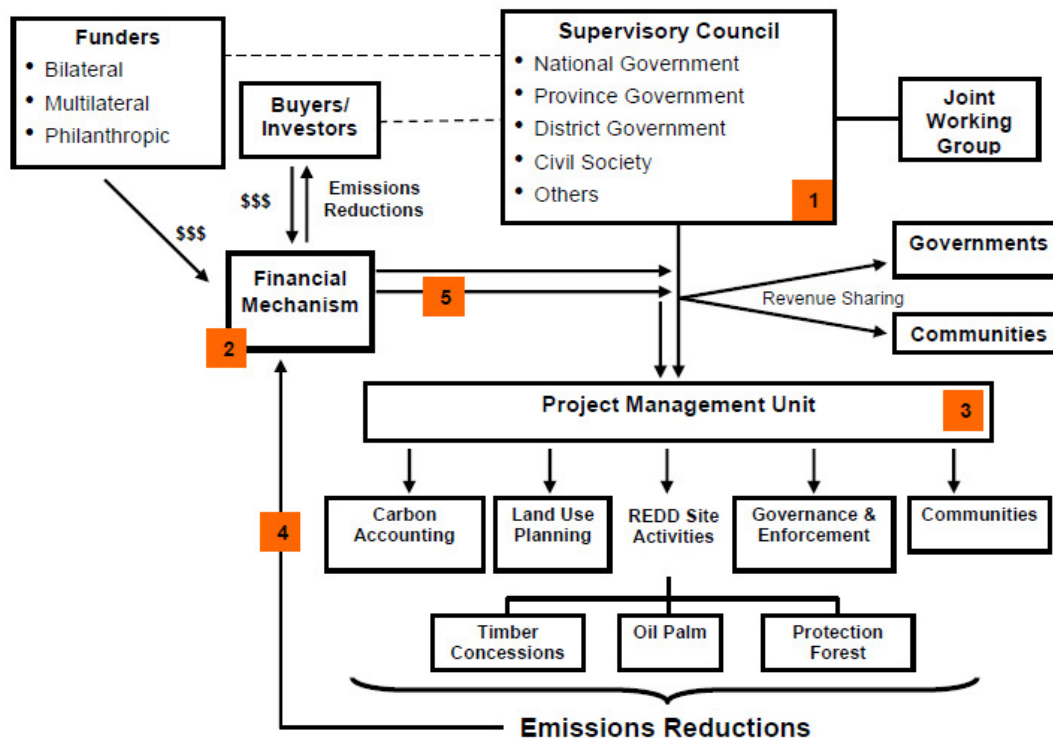 Funders
• Bilateral
• Multilateral
• Philanthropic
Buyers/
Investors
Supervisory Council
• National Government
• Province Government
• District Government
• Civil Society
• Others
1
Joint
Working
Group
$$$
$$$
Emissions
Reductions
Financial
Mechanism
2
5
Governments
Revenue Sharing
Communities
Project Management Unit
3
4
Carbon
Accounting
Land Use
Planning
REDD Site
Activities
Governance &
Enforcement
Communities
Timber
Concessions
Oil Palm
Protection
Forest
Emissions Reductions